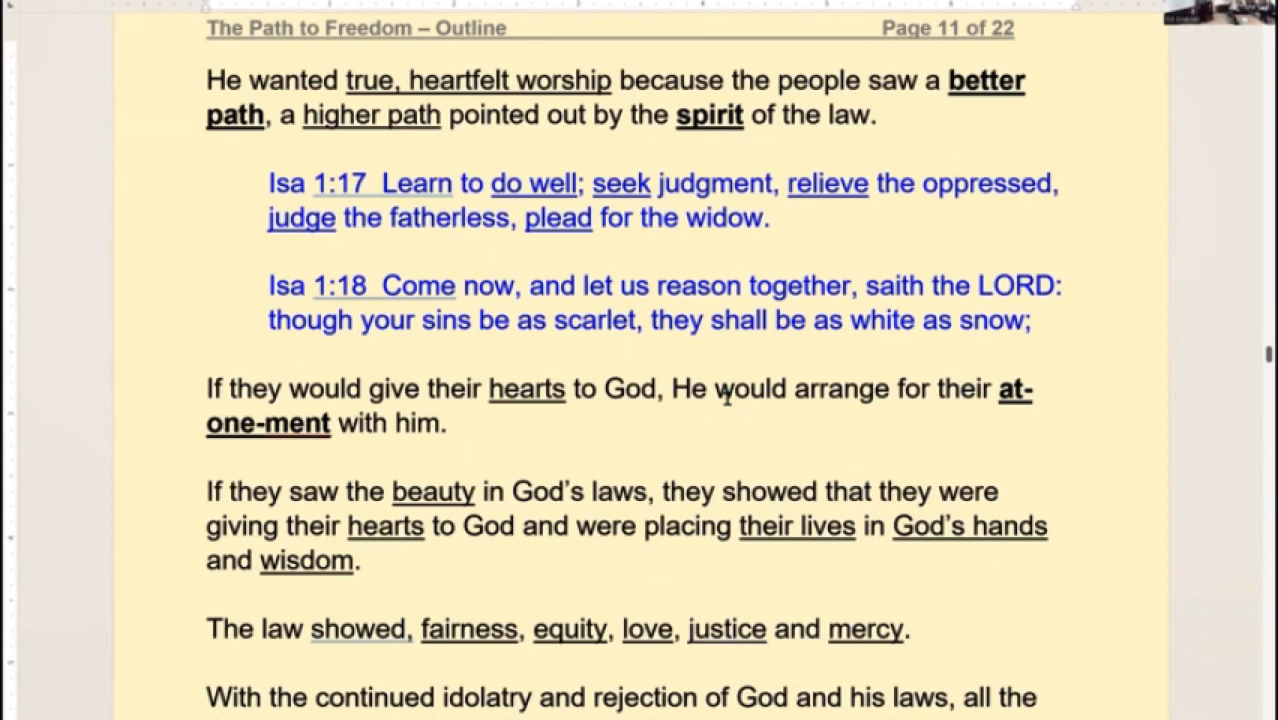 The Path to Freedom – Outline Page 11 of 22
He wanted true, heartfelt worship because the people saw a better
path, a higher path pointed out by the spirit of the law.
Isa 1:17  Learn to do well; seek judgment, relieve the oppressed,
judge the fatherless, plead for the widow.
Isa 1:18  Come now, and let us reason together, saith the LORD:
though your sins be as scarlet, they shall be as white as snow;
If they would give their hearts to God, He would arrange for their at-
one-ment with him.
If they saw the beauty in God’s laws, they showed that they were
giving their hearts to God and were placing their lives in God’s hands
and wisdom.
The law showed, fairness, equity, love, justice and mercy.
With the continued idolatry and rejection of God and his laws, all the